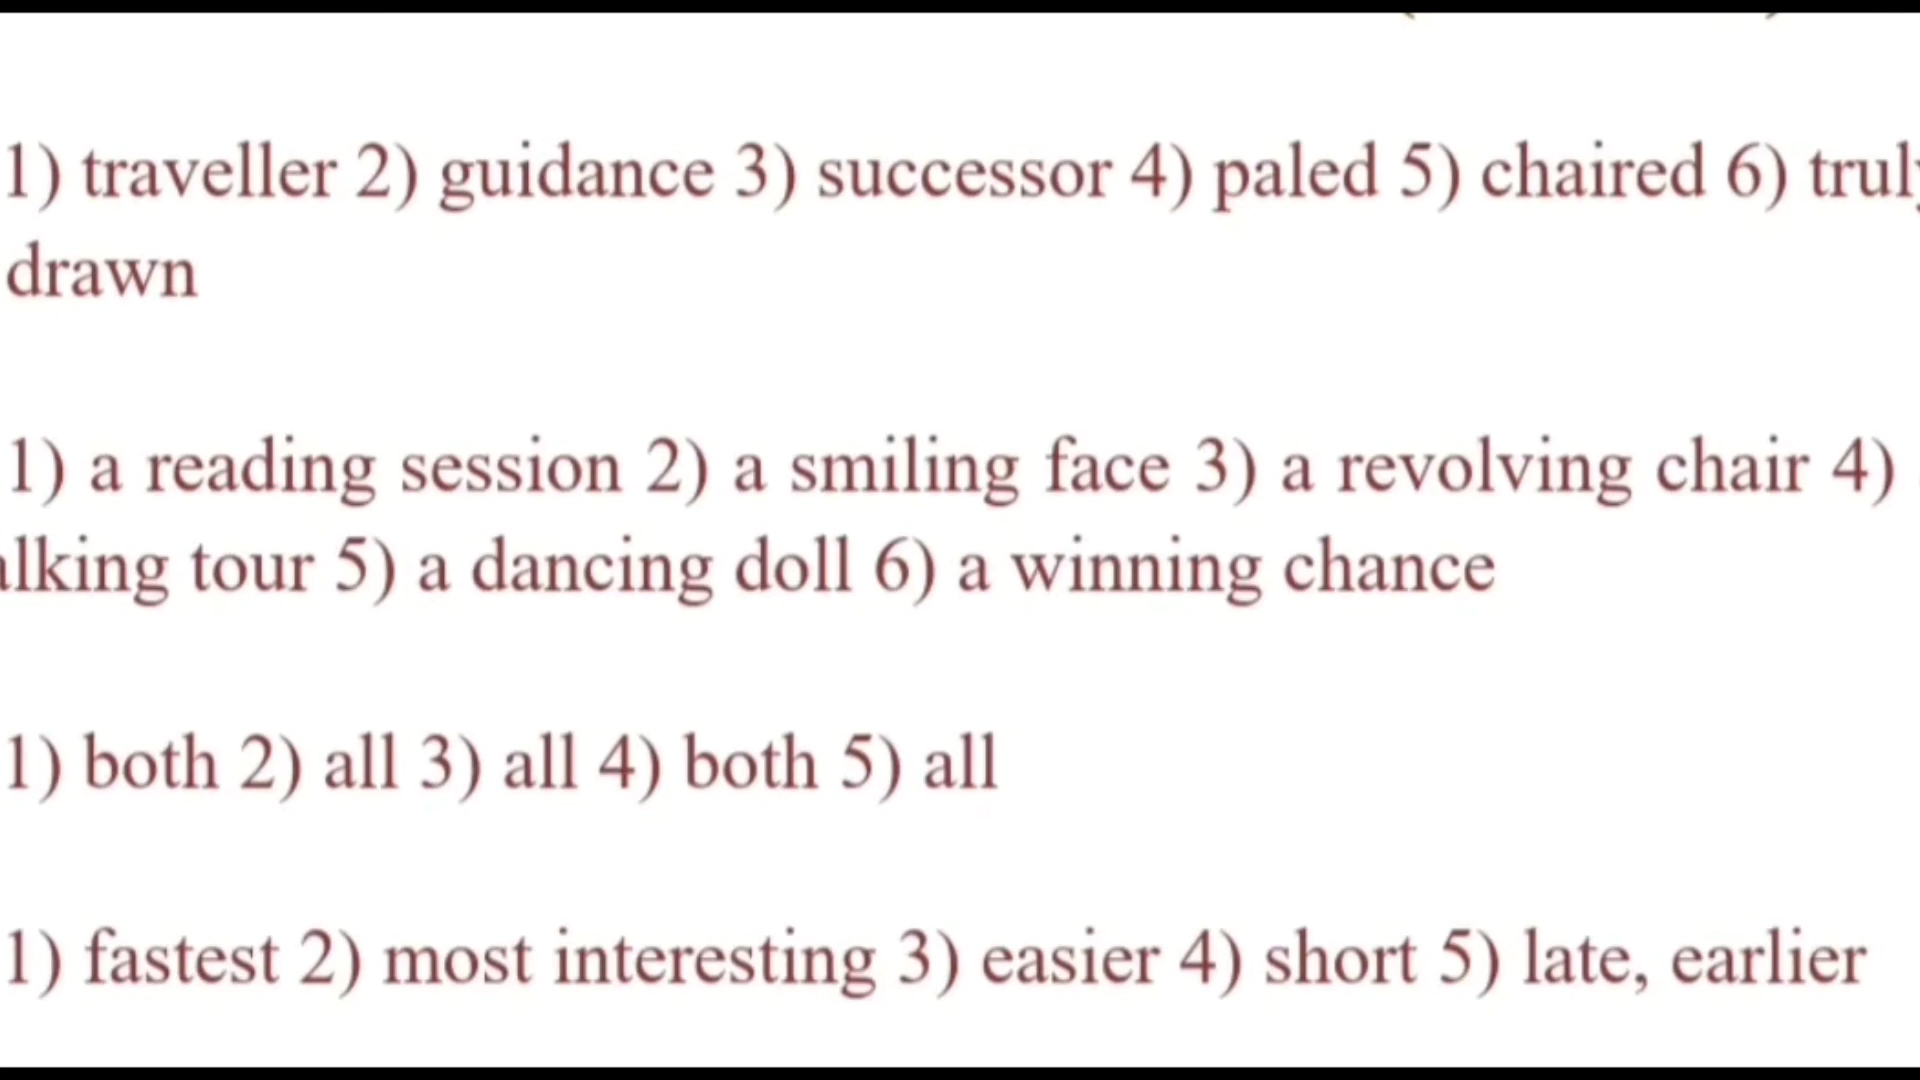 1) traveller 2) guidance 3) successor 4) paled 5) chaired 6)
drawn
1) a reading session 2) a smiling face 3) a revolving chair 4)
tour 5) a dancing doll 6) a winning chance
1) both 2) all 3) all 4) both 5) all
1) fastest 2) most interesting 3) easier 4) short 5) late, earlier